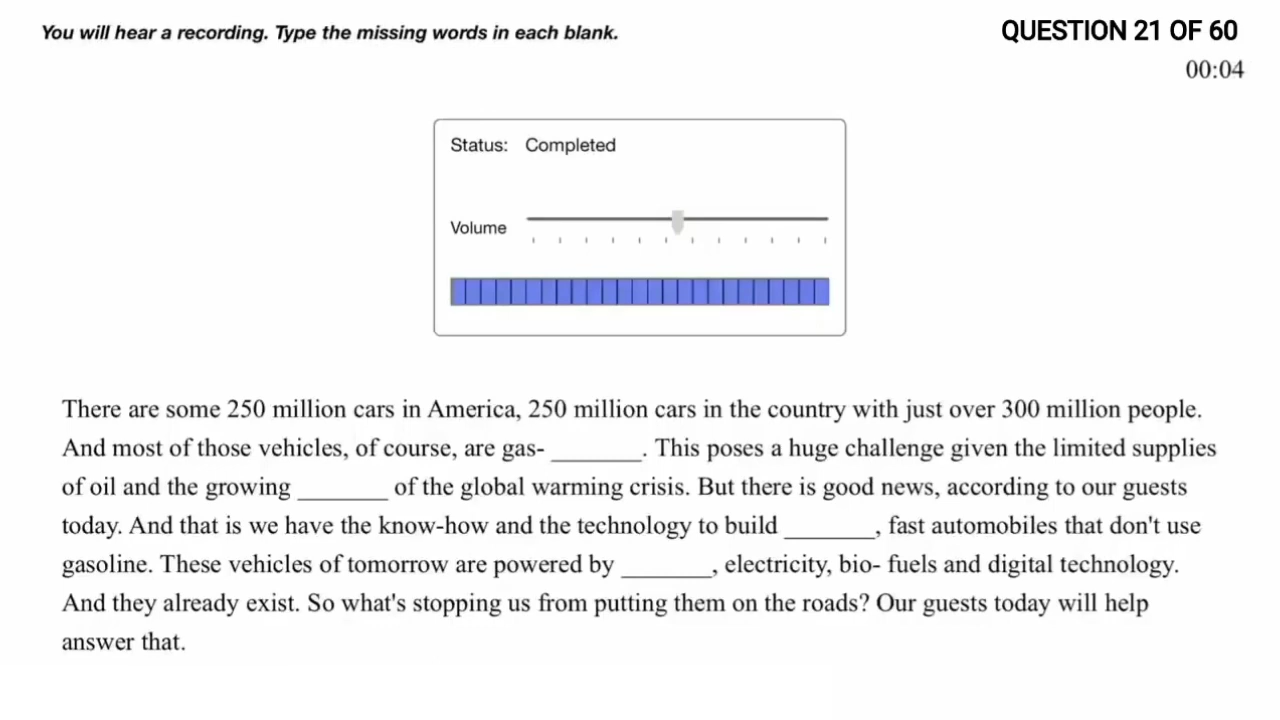 You will hear a recording. Type the missing words in each blank.
QUESTION 21 OF 60
00:04
Status: Completed
Volume
There are some 250 million cars in America, 250 million cars in the country with just over 300 million people.
And most of those vehicles, of course, are gas- _______. This poses a huge challenge given the limited supplies
of oil and the growing _______ of the global warming crisis. But there is good news, according to our guests
today. And that is we have the know-how and the technology to build _______, fast automobiles that don't use
gasoline. These vehicles of tomorrow are powered by _______, electricity, bio- fuels and digital technology.
And they already exist. So what's stopping us from putting them on the roads? Our guests today will help
answer that.